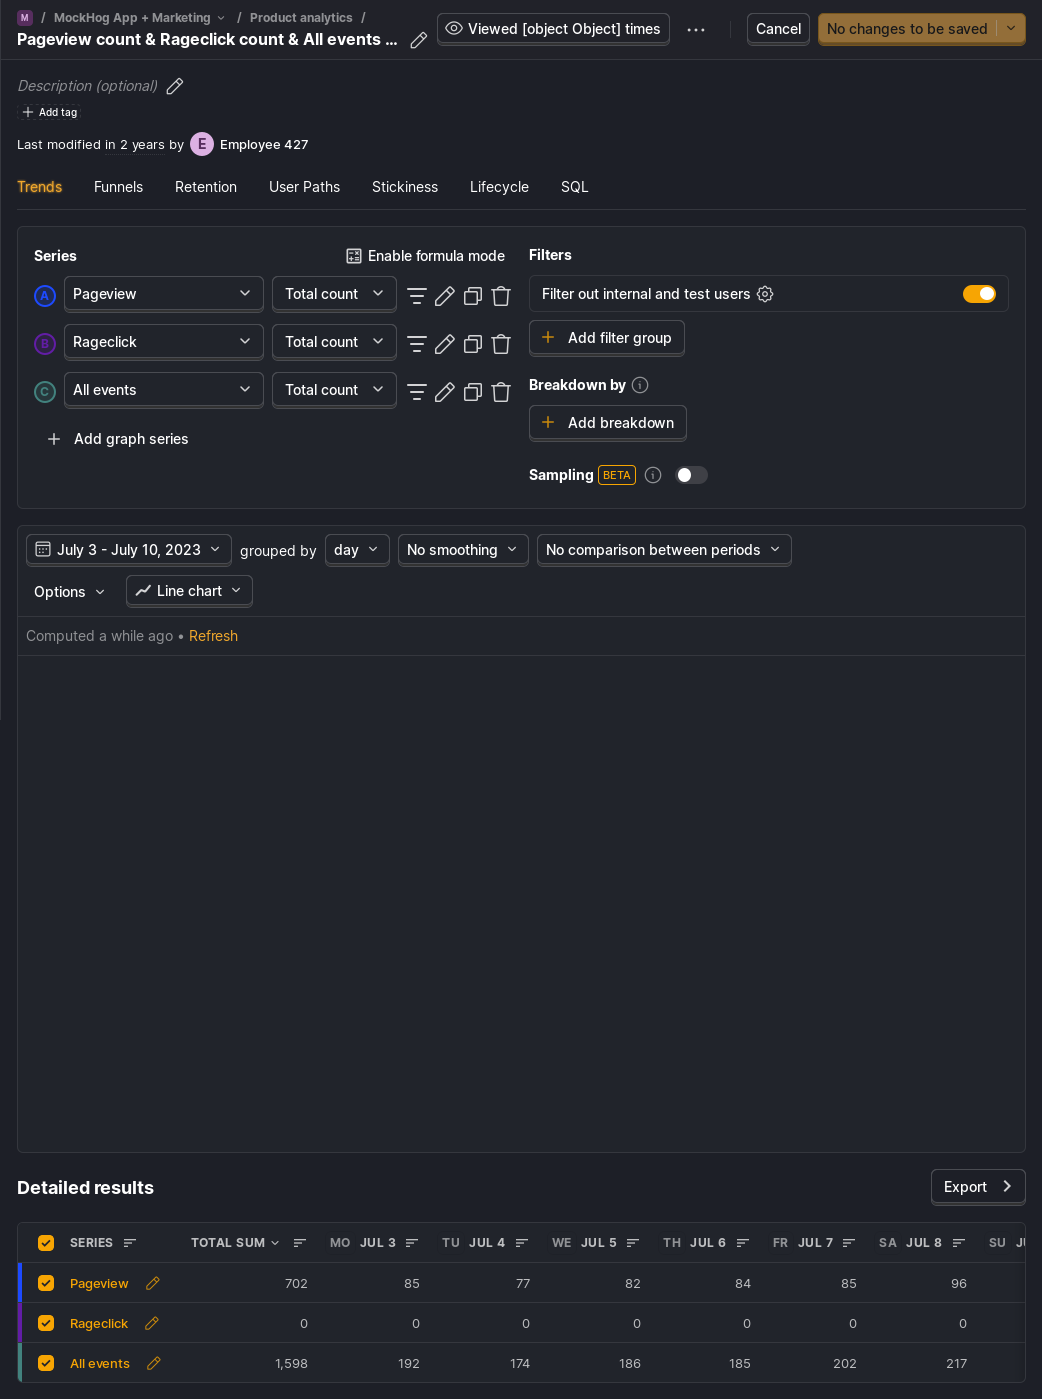 M / MockHog App + Marketing / Product analytics /
Pageview count & Rageclick count & All events ...
Viewed [object Object] times
Cancel
No changes to be saved
Description (optional)
Add tag
Last modified in 2 years by E Employee 427
Trends Funnels Retention User Paths Stickiness Lifecycle SQL
Series
Enable formula mode
A Pageview Total count
B Rageclick Total count
C All events Total count
Add graph series
Filters
Filter out internal and test users
Add filter group
Breakdown by
Add breakdown
Sampling BETA
July 3 - July 10, 2023 grouped by day No smoothing No comparison between periods
Options Line chart
Computed a while ago • Refresh
Detailed results
Export
SERIES TOTAL SUM MO JUL 3 TU JUL 4 WE JUL 5 TH JUL 6 FR JUL 7 SA JUL 8 SU
Pageview 702 85 77 82 84 85 96
Rageclick 0 0 0 0 0 0 0
All events 1,598 192 174 186 185 202 217